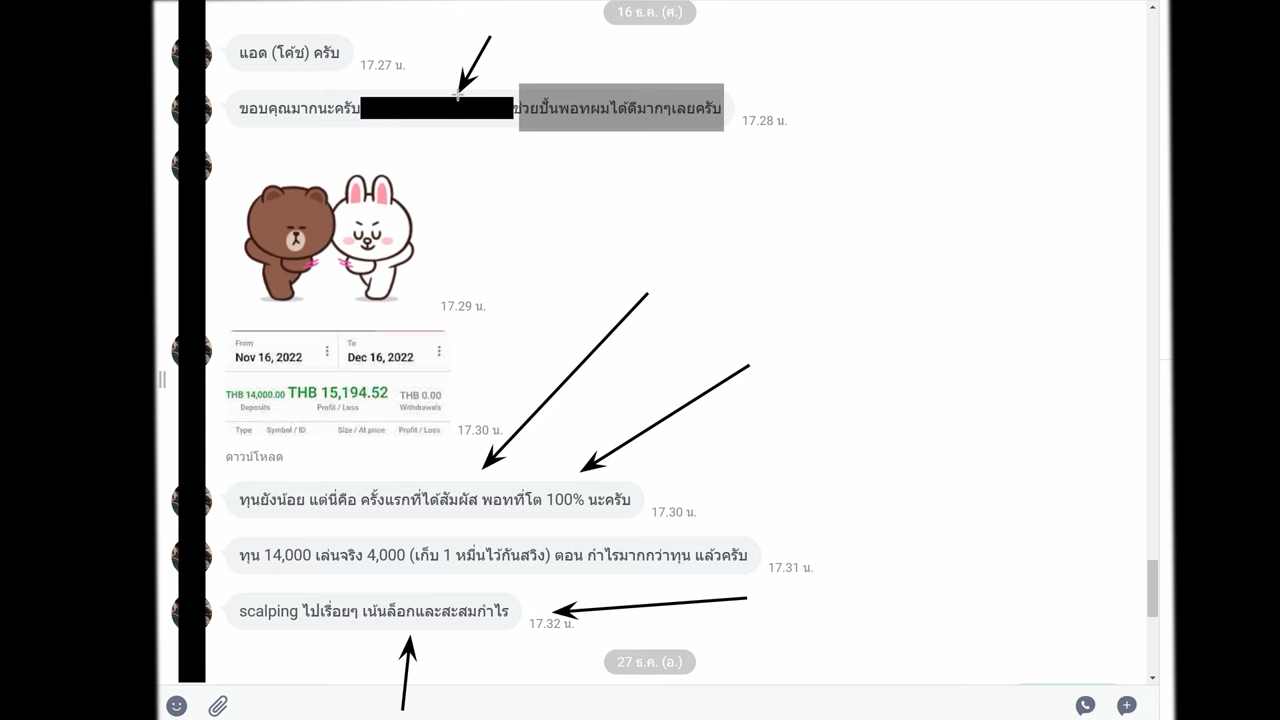 16 ธ.ค. (ศ.)
แอด (โค้ช) ครับ
17.27 น.
ขอบคุณมากนะครับ ช่วยปั้นพอทผมได้ดีมากๆเลยครับ
17.28 น.
17.29 น.
From To
Nov 16, 2022 Dec 16, 2022
THB 14,000.00 THB 15,194.52 THB 0.00
Deposits Profit / Loss Withdrawals
Type Symbol / ID Size / At price Profit / Loss
17.30 น.
ดาวน์โหลด
ทุนยังน้อย แต่นี่คือ ครั้งแรกที่ได้สัมผัส พอทที่โต 100% นะครับ
17.30 น.
ทุน 14,000 เล่นจริง 4,000 (เก็บ 1 หมื่นไว้กันสวิง) ตอน กำไรมากกว่าทุน แล้วครับ
17.31 น.
scalping ไปเรื่อยๆ เน้นล็อกและสะสมกำไร
17.32 น.
27 ธ.ค. (อ.)